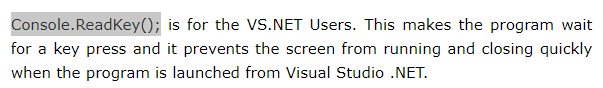 Console.ReadKey(); is for the VS.NET Users. This makes the program wait
for a key press and it prevents the screen from running and closing quickly
when the program is launched from Visual Studio .NET.